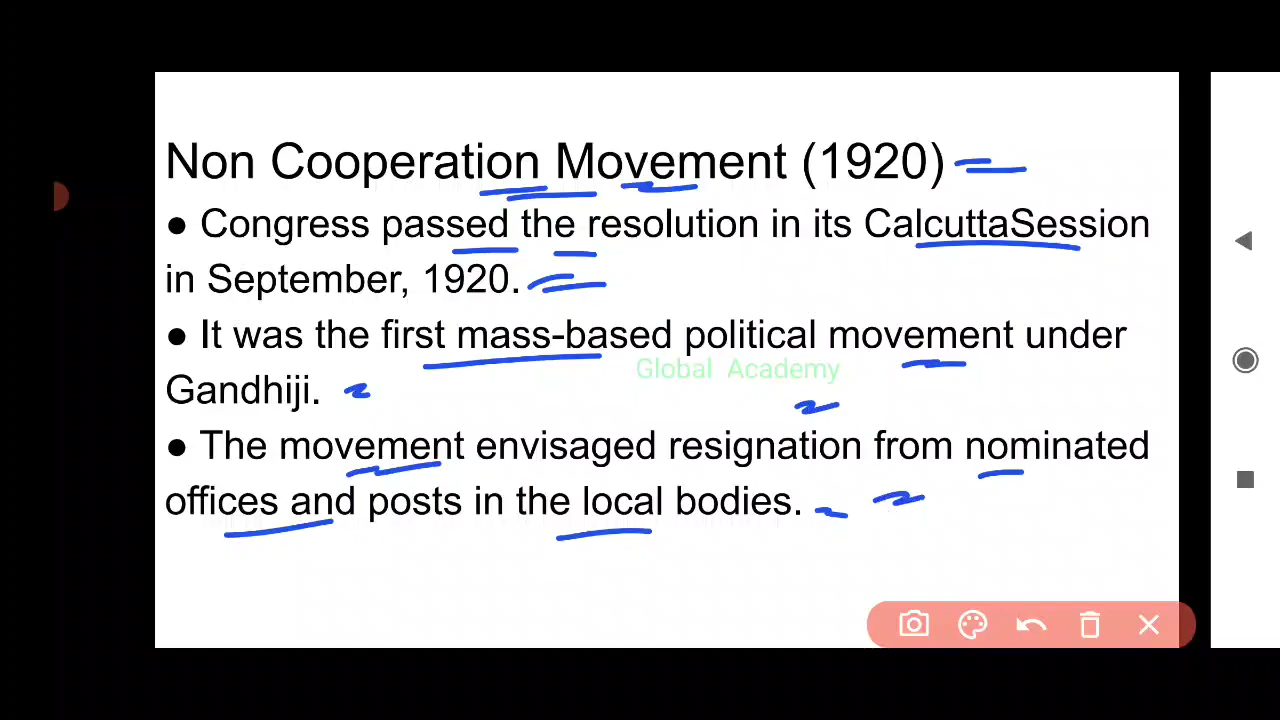 Non Cooperation Movement (1920)
● Congress passed the resolution in its CalcuttaSession
in September, 1920.
● It was the first mass-based political movement under
Global Academy
Gandhiji.
● The movement envisaged resignation from nominated
offices and posts in the local bodies.